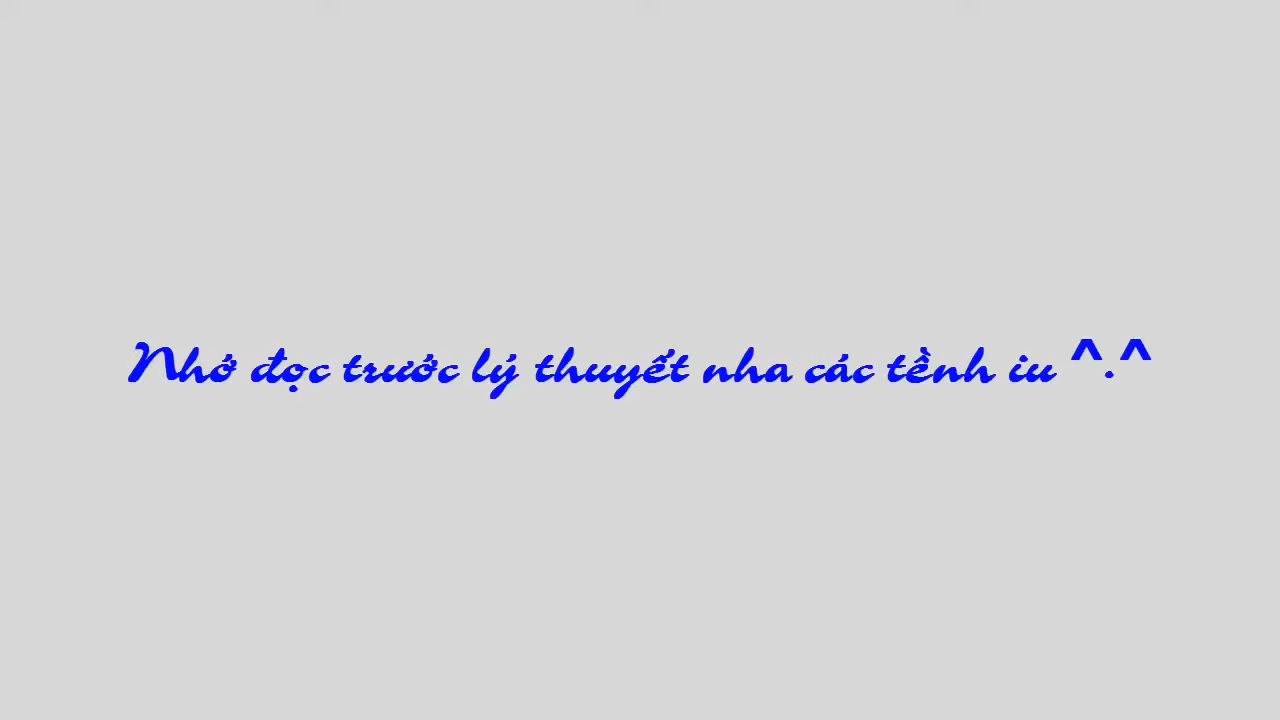 Nhớ đọc trước lý thuyết nha các tềnh iu ^.^